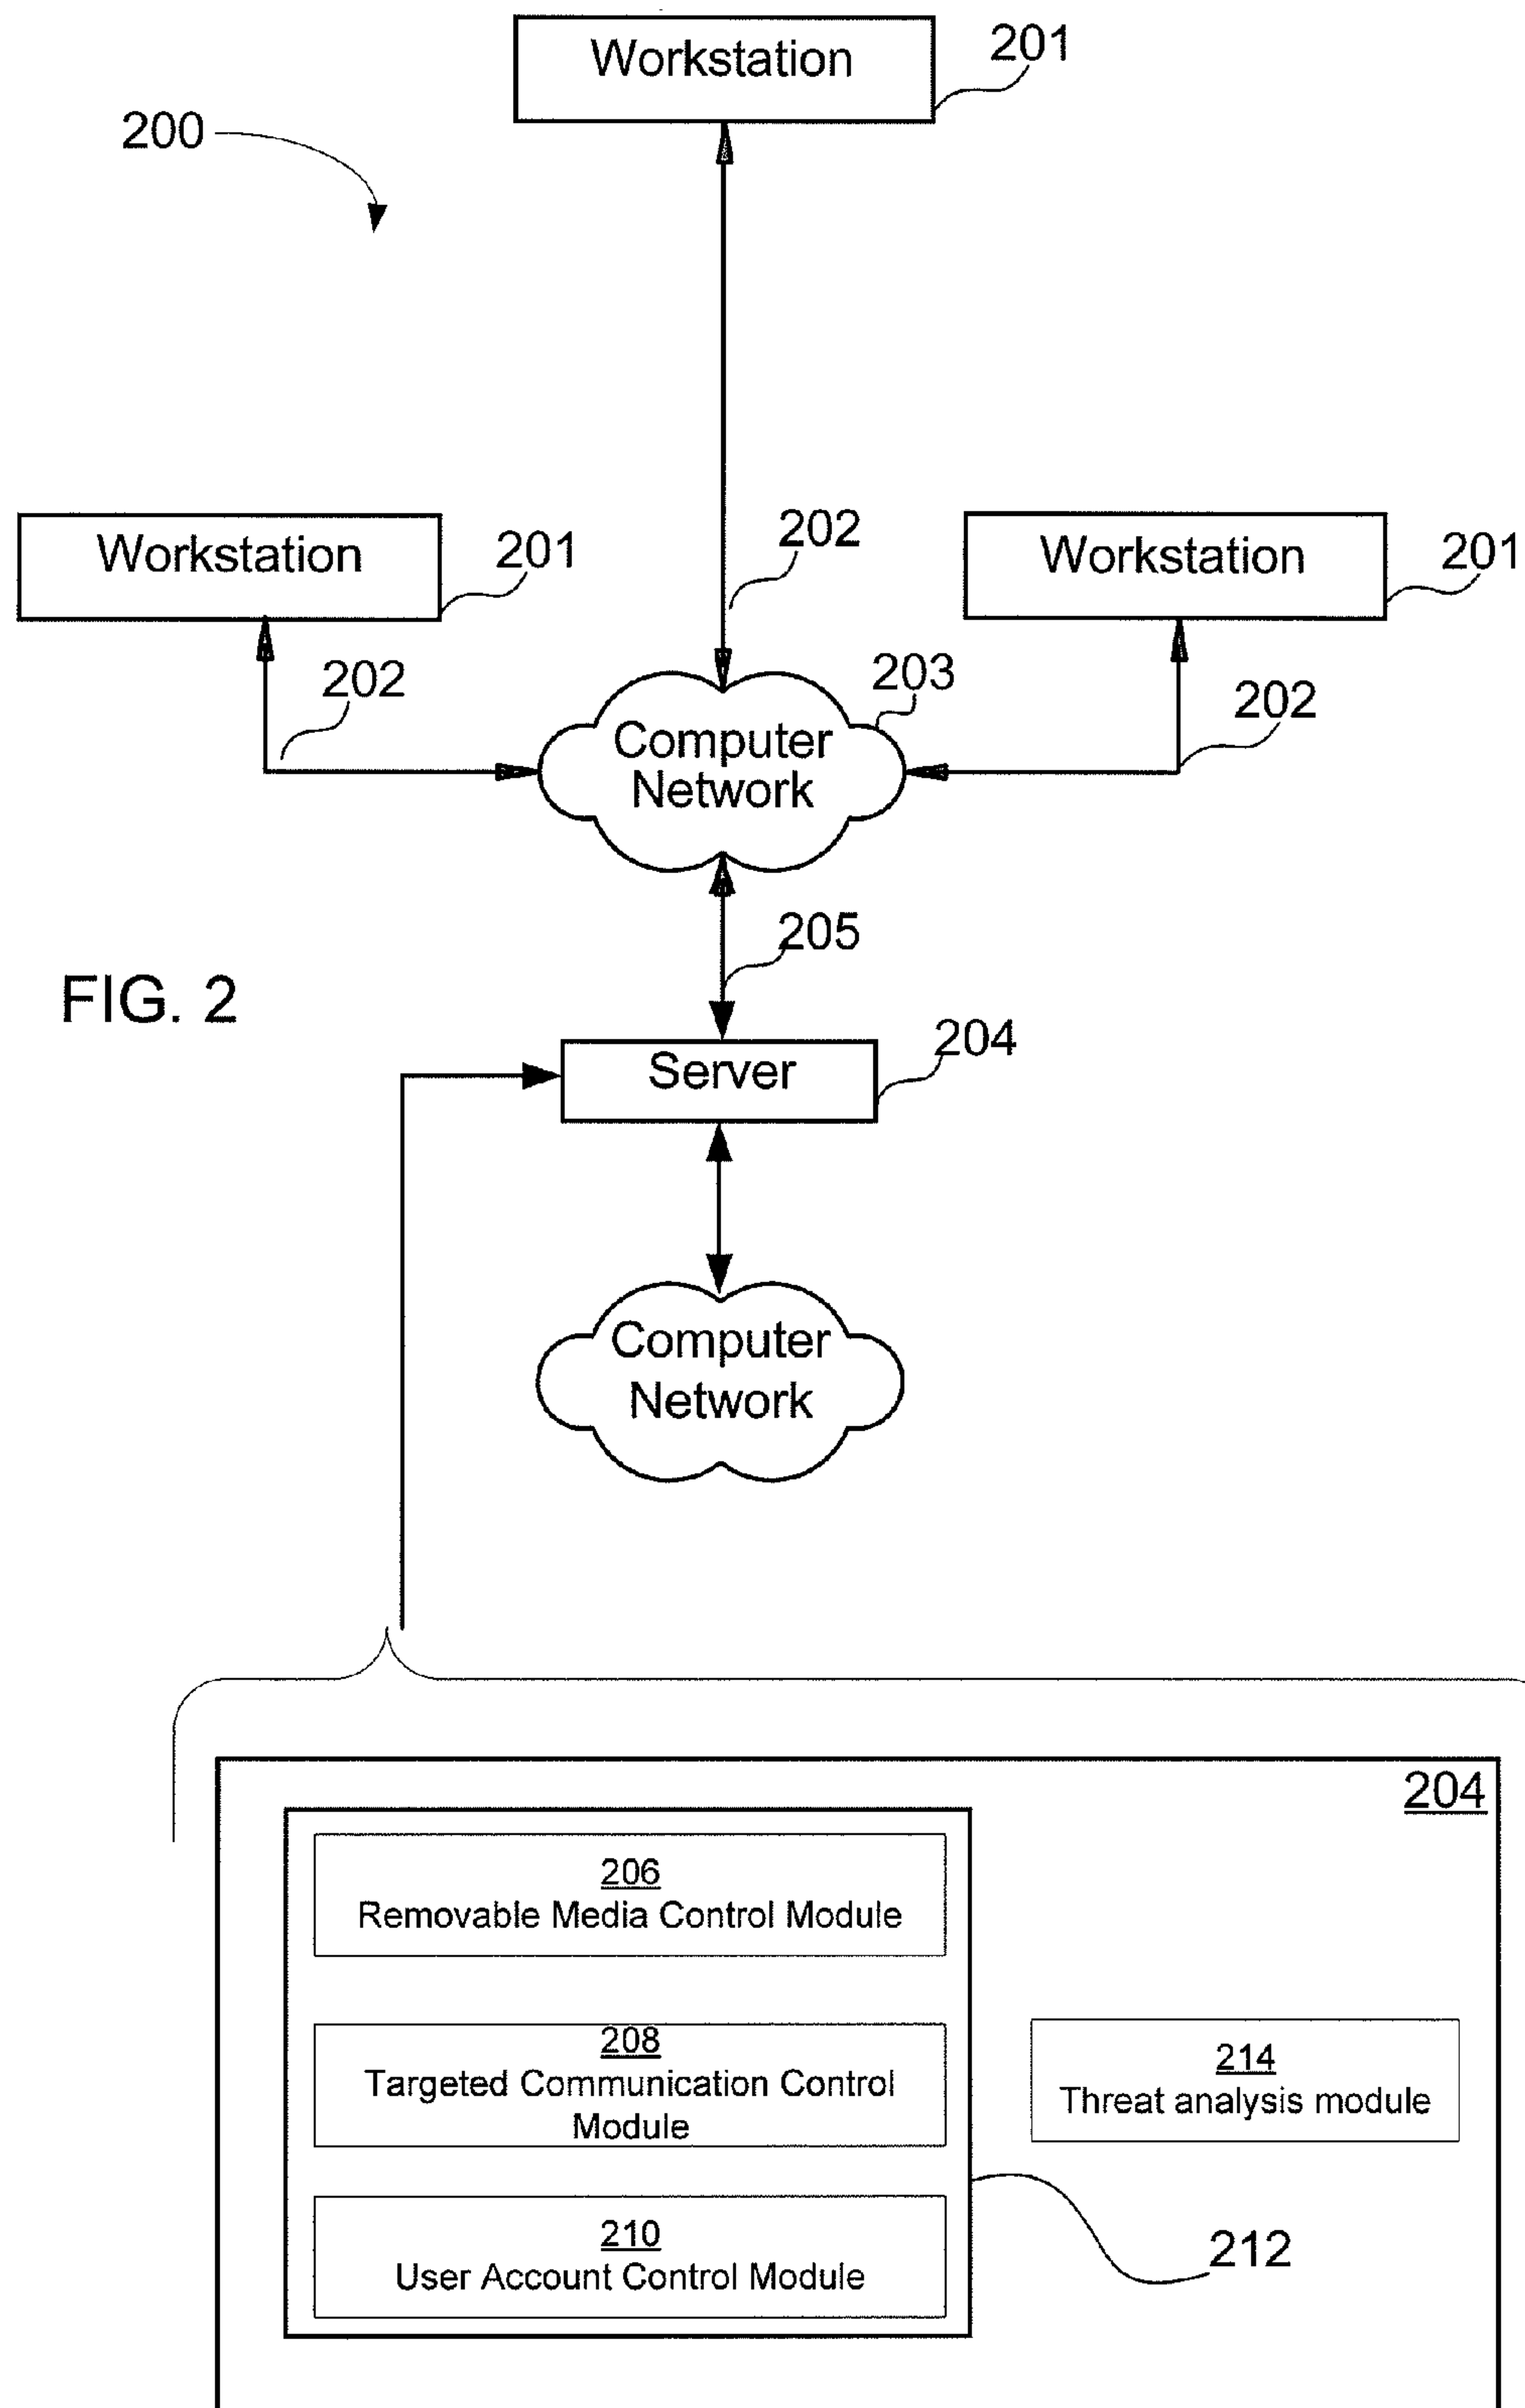 Workstation
201
200
202
Workstation
201
Workstation
201
202
203
202
Computer
Network
205
FIG. 2
204
Server
Computer
Network
204
206
Removable Media Control Module
208
Targeted Communication Control
Module
214
Threat analysis module
210
User Account Control Module
212